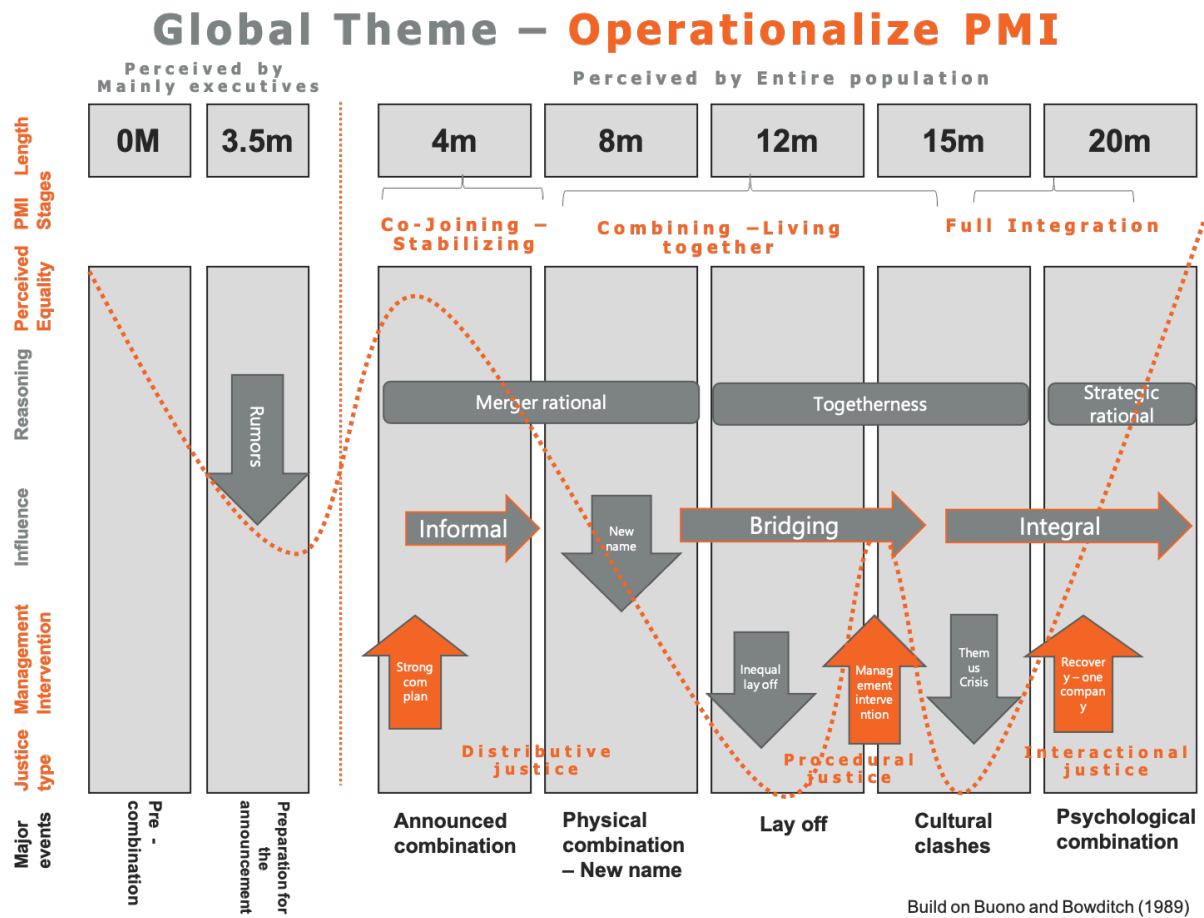 Global Theme – Operationalize PMI
Perceived by
Mainly executives
Perceived by Entire population
Length
0M
3.5m
4m
8m
12m
15m
20m
PMI
Stages
Co-Joining –
Stabilizing
Combining –Living
together
Full Integration
Perceived
Equality
Reasoning
Merger rational
Togetherness
Strategic
rational
Rumors
Influence
Informal
New
name
Bridging
Integral
Management
Intervention
Strong
com
plan
Inequal
lay off
Manag
ement
interve
ntion
Them
us
Crisis
Recover
y – one
compan
y
Justice
type
Distributive
justice
Procedural
justice
Interactional
justice
Major
events
Pre -
combination
Preparation for
the
announcement
Announced
combination
Physical
combination
– New name
Lay off
Cultural
clashes
Psychological
combination
Build on Buono and Bowditch (1989)